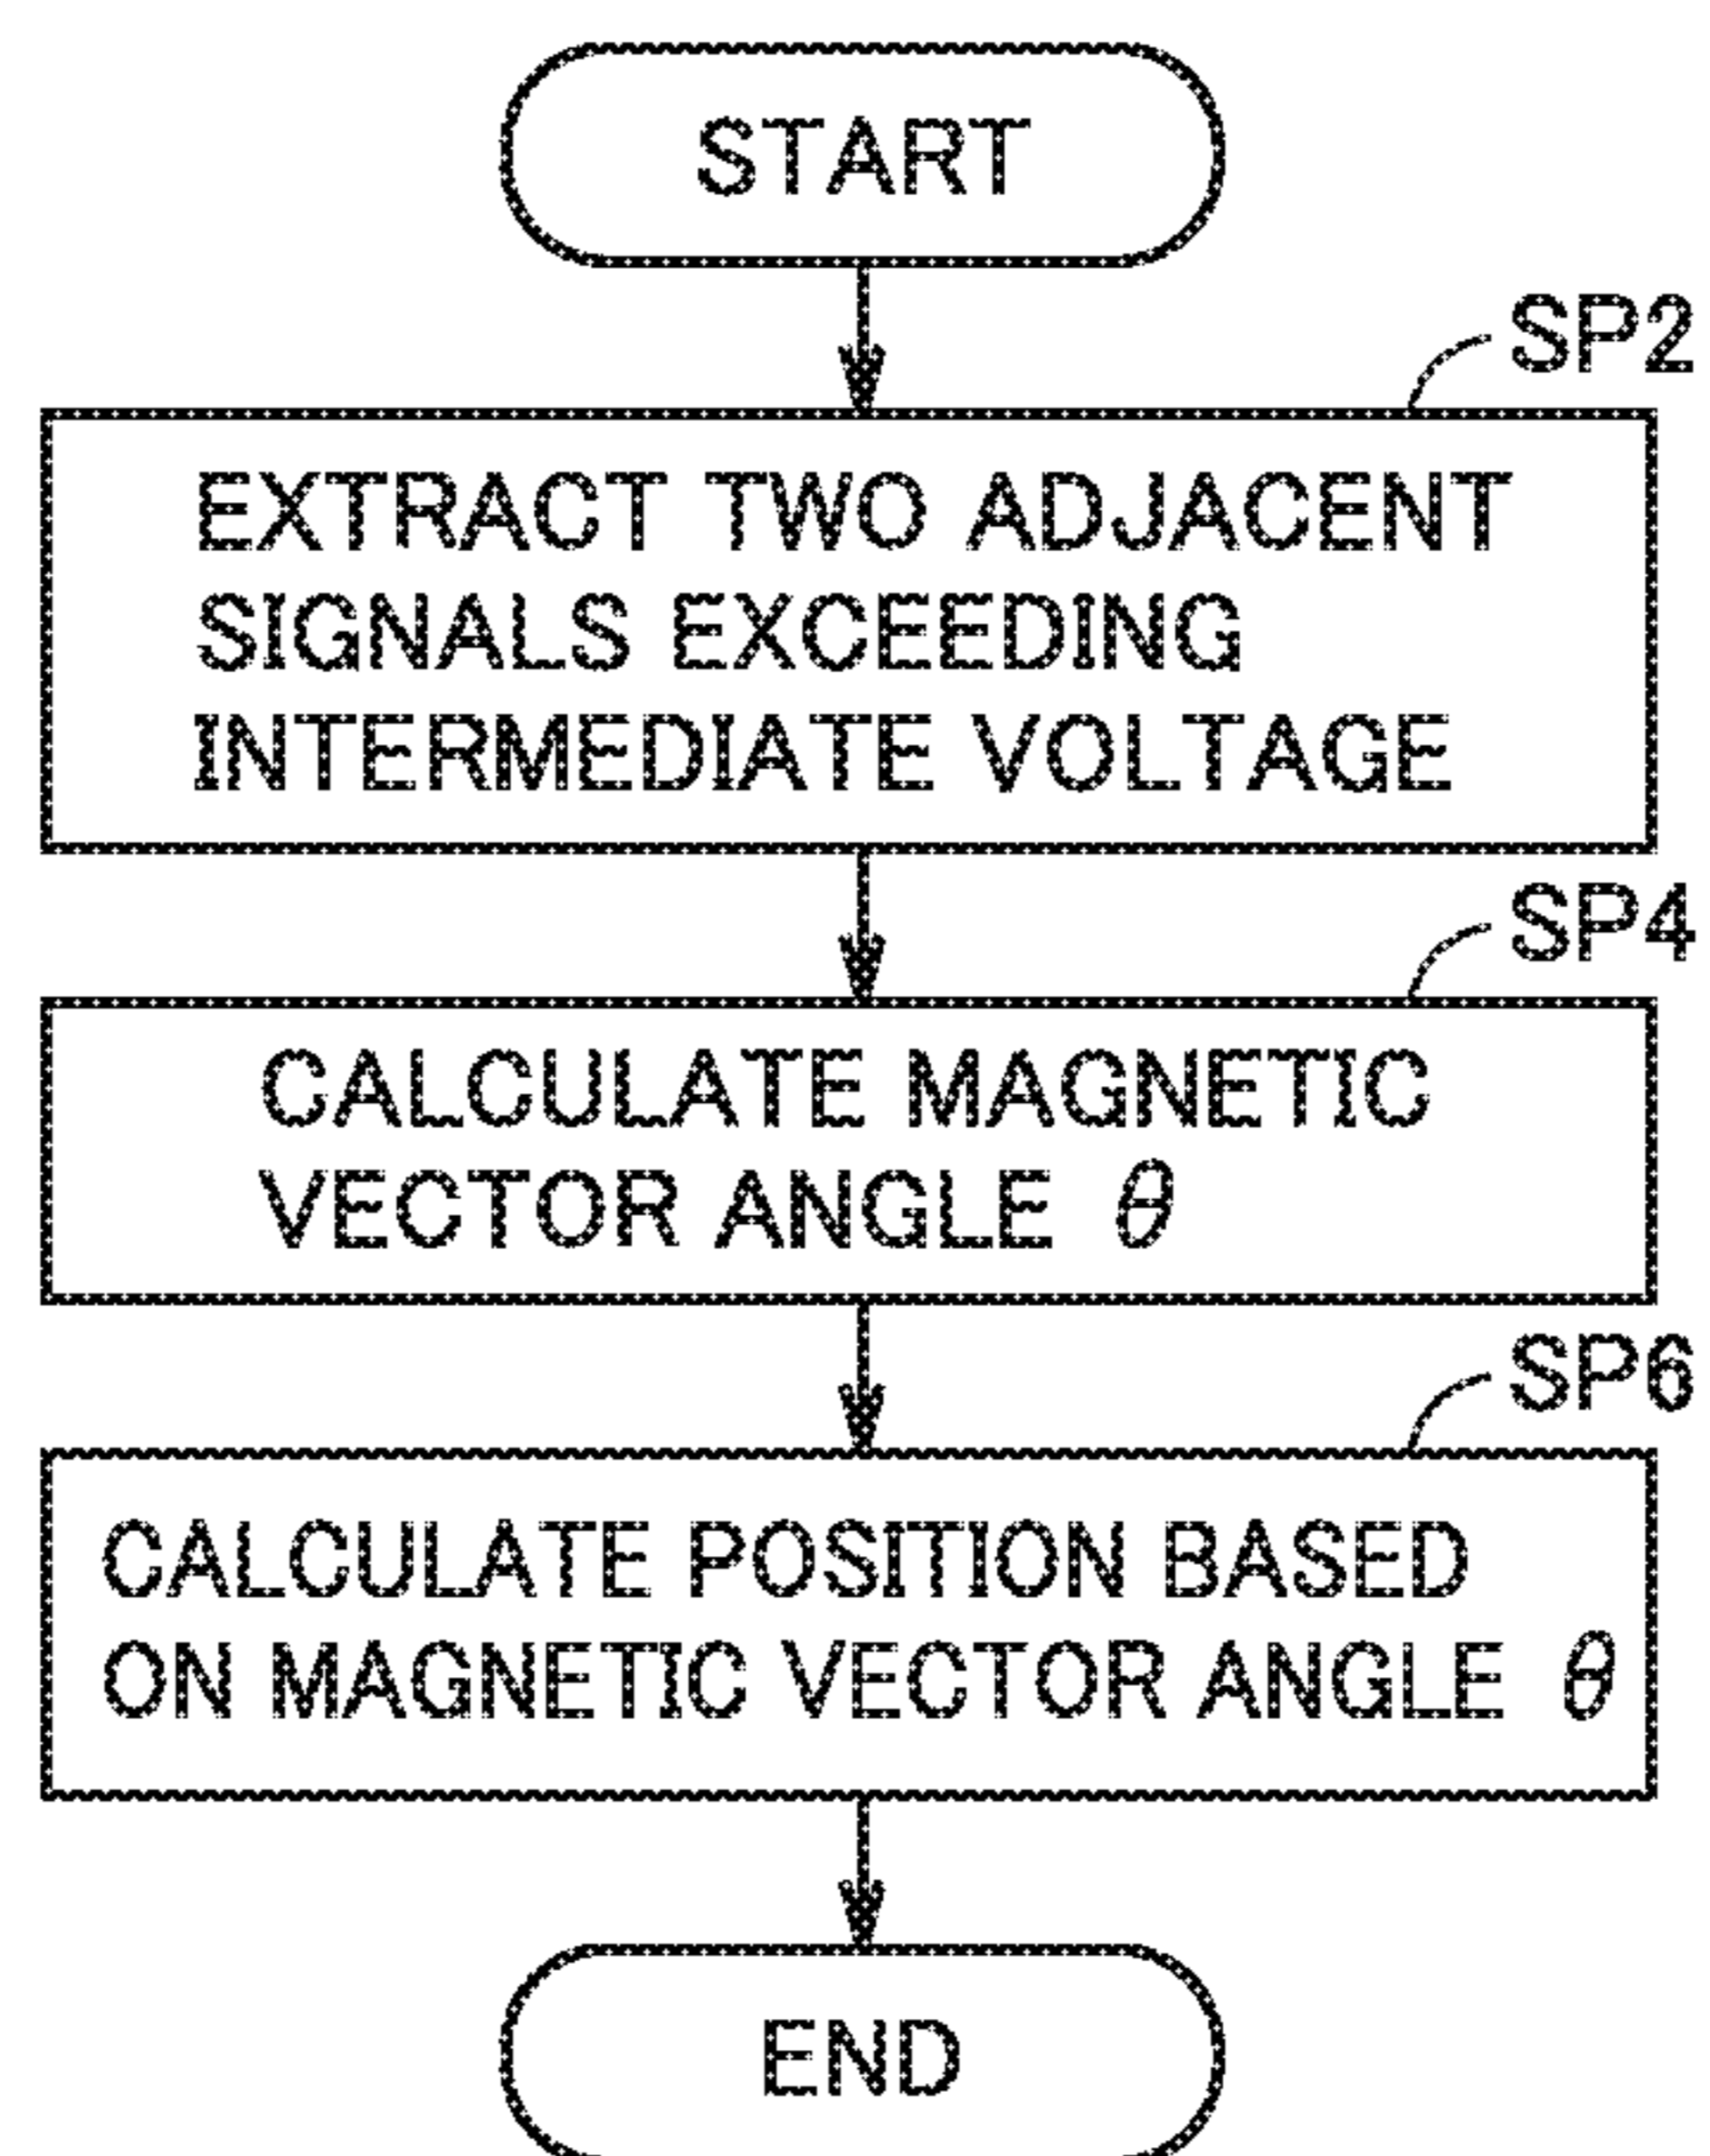 START
SP2
EXTRACT TWO ADJACENT
SIGNALS EXCEEDING
INTERMEDIATE VOLTAGE
SP4
CALCULATE MAGNETIC
VECTOR ANGLE θ
SP6
CALCULATE POSITION BASED
ON MAGNETIC VECTOR ANGLE θ
END